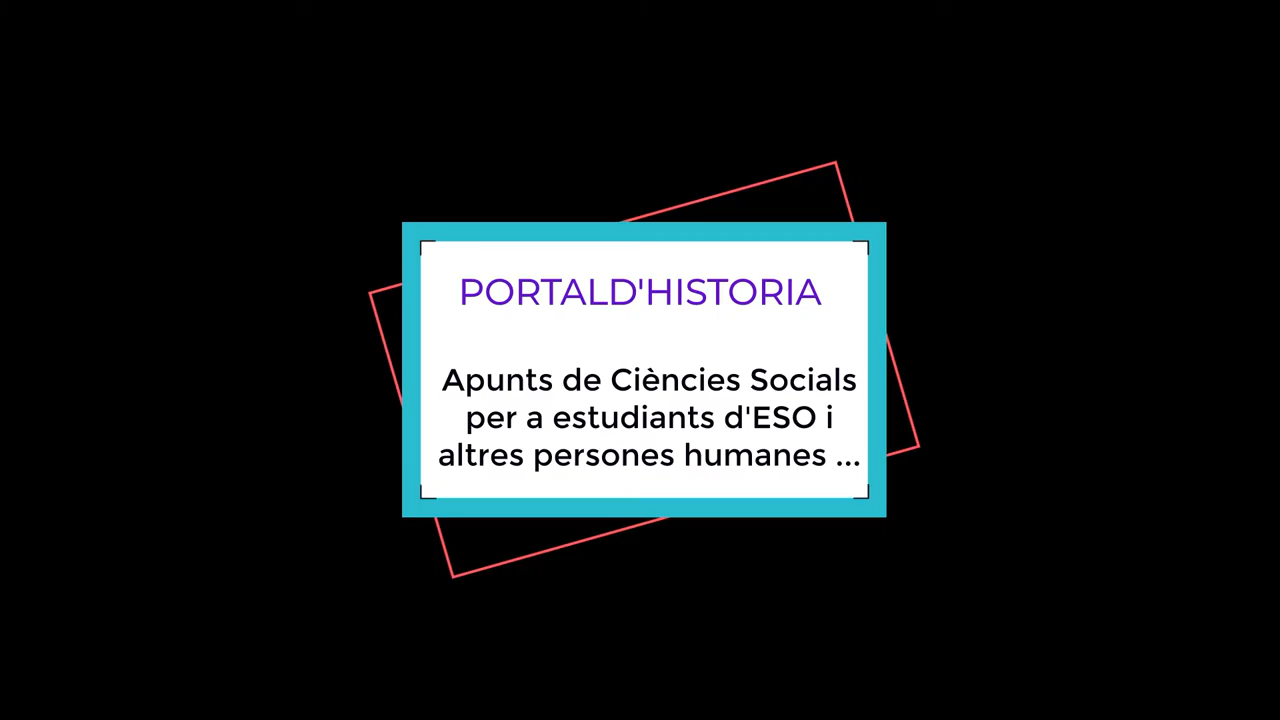 PORTALD'HISTORIA
Apunts de Ciències Socials
per a estudiants d'ESO i
altres persones humanes ...